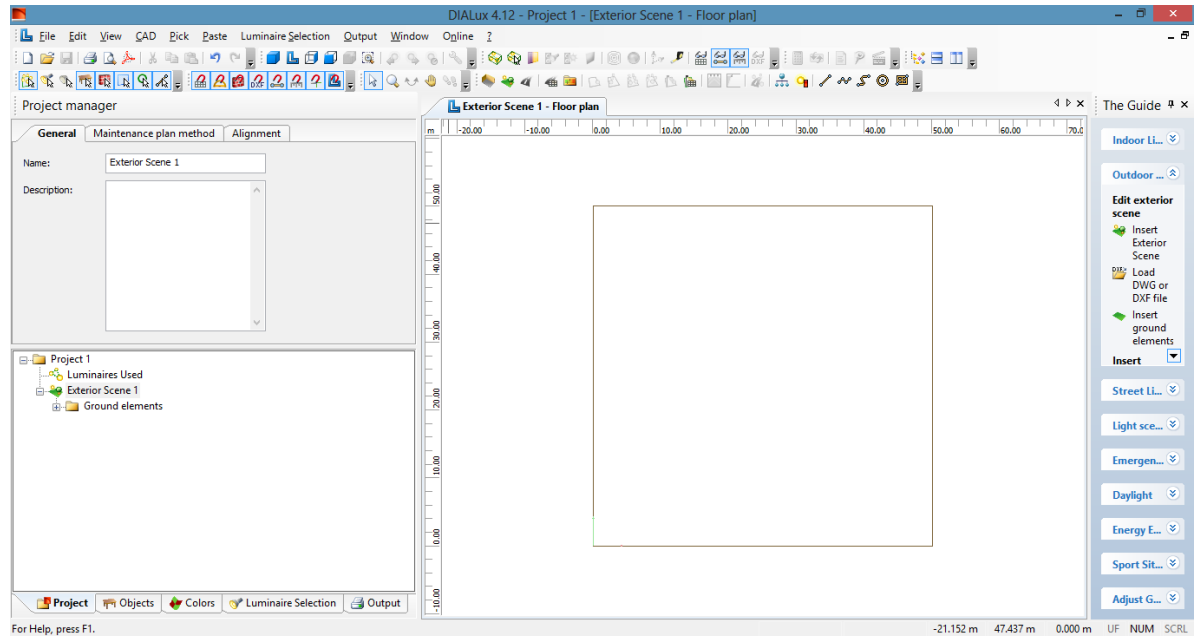 DIALux 4.12 - Project 1 - [Exterior Scene 1 - Floor plan]
File Edit View CAD Pick Paste Luminaire Selection Output Window Online ?
Project manager
General Maintenance plan method Alignment
Name: Exterior Scene 1
Description:
Project 1
Luminaires Used
Exterior Scene 1
Ground elements
Project Objects Colors Luminaire Selection Output
Exterior Scene 1 - Floor plan
m -20.00 -10.00 0.00 10.00 20.00 30.00 40.00 50.00 60.00 70.0
50.00
40.00
30.00
20.00
10.00
0.00
-10.00
The Guide
Indoor Li...
Outdoor ...
Edit exterior
scene
Insert
Exterior
Scene
Load
DWG or
DXF file
Insert
ground
elements
Insert
Street Li...
Light sce...
Emergen...
Daylight
Energy E...
Sport Sit...
Adjust G...
For Help, press F1.
-21.152 m 47.437 m 0.000 m UF NUM SCRL